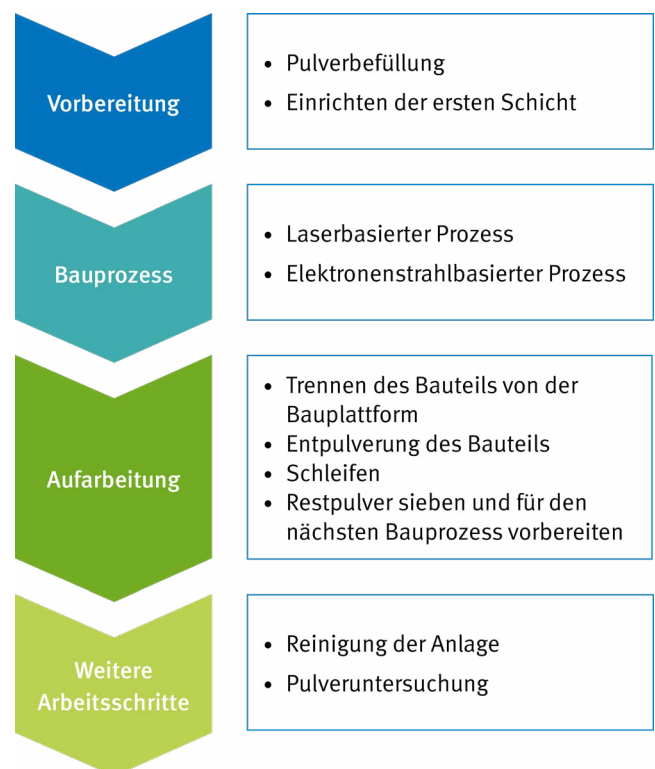 Vorbereitung
• Pulverbefüllung
• Einrichten der ersten Schicht
Bauprozess
• Laserbasierter Prozess
• Elektronenstrahlbasierter Prozess
Aufarbeitung
• Trennen des Bauteils von der
Bauplattform
• Entpulverung des Bauteils
• Schleifen
• Restpulver sieben und für den
nächsten Bauprozess vorbereiten
Weitere
Arbeitsschritte
• Reinigung der Anlage
• Pulveruntersuchung